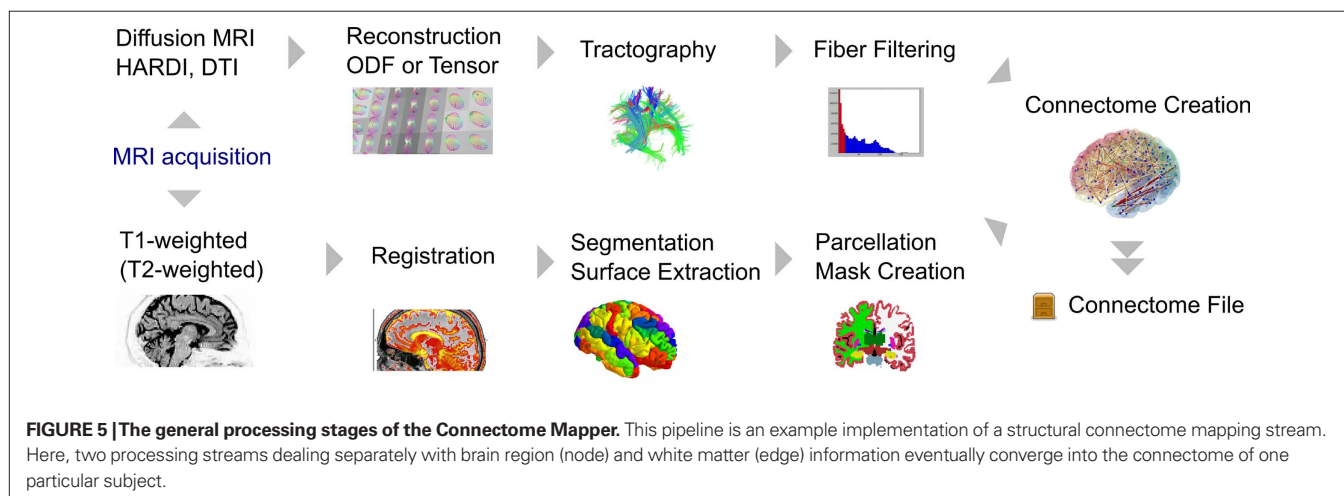 Diffusion MRI
HARDI, DTI
Reconstruction
ODF or Tensor
Tractography
Fiber Filtering
Connectome Creation
MRI acquisition
T1-weighted
(T2-weighted)
Registration
Segmentation
Surface Extraction
Parcellation
Mask Creation
Connectome File
FIGURE 5 | The general processing stages of the Connectome Mapper. This pipeline is an example implementation of a structural connectome mapping stream.
Here, two processing streams dealing separately with brain region (node) and white matter (edge) information eventually converge into the connectome of one
particular subject.